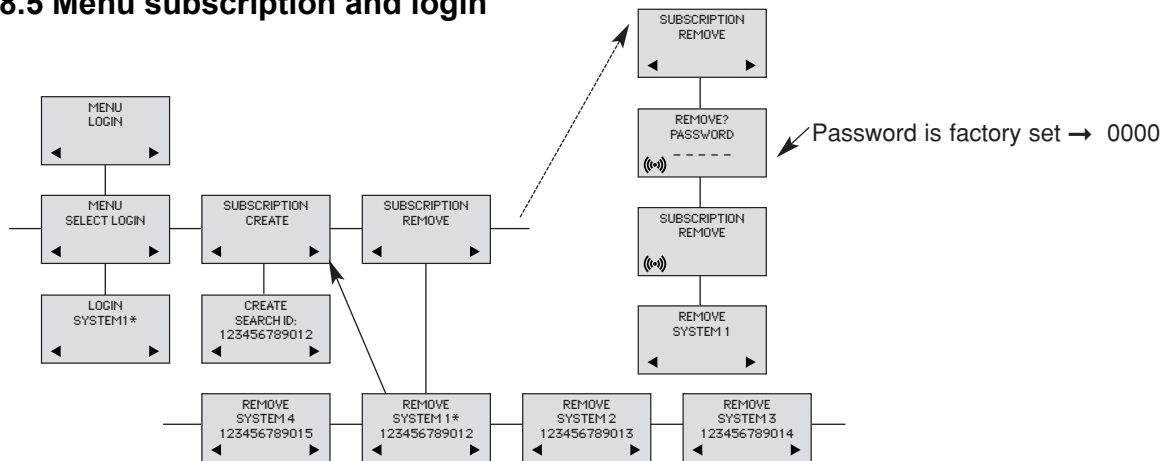 8.5 Menu subscription and login
MENU
LOGIN
MENU
SELECT LOGIN
LOGIN
SYSTEM1*
SUBSCRIPTION
CREATE
CREATE
SEARCH ID:
123456789012
SUBSCRIPTION
REMOVE
REMOVE
SYSTEM 4
123456789015
REMOVE
SYSTEM 1*
123456789012
REMOVE
SYSTEM 2
123456789013
REMOVE
SYSTEM 3
123456789014
SUBSCRIPTION
REMOVE
REMOVE?
PASSWORD
- - - - -
Password is factory set → 0000
SUBSCRIPTION
REMOVE
REMOVE
SYSTEM 1